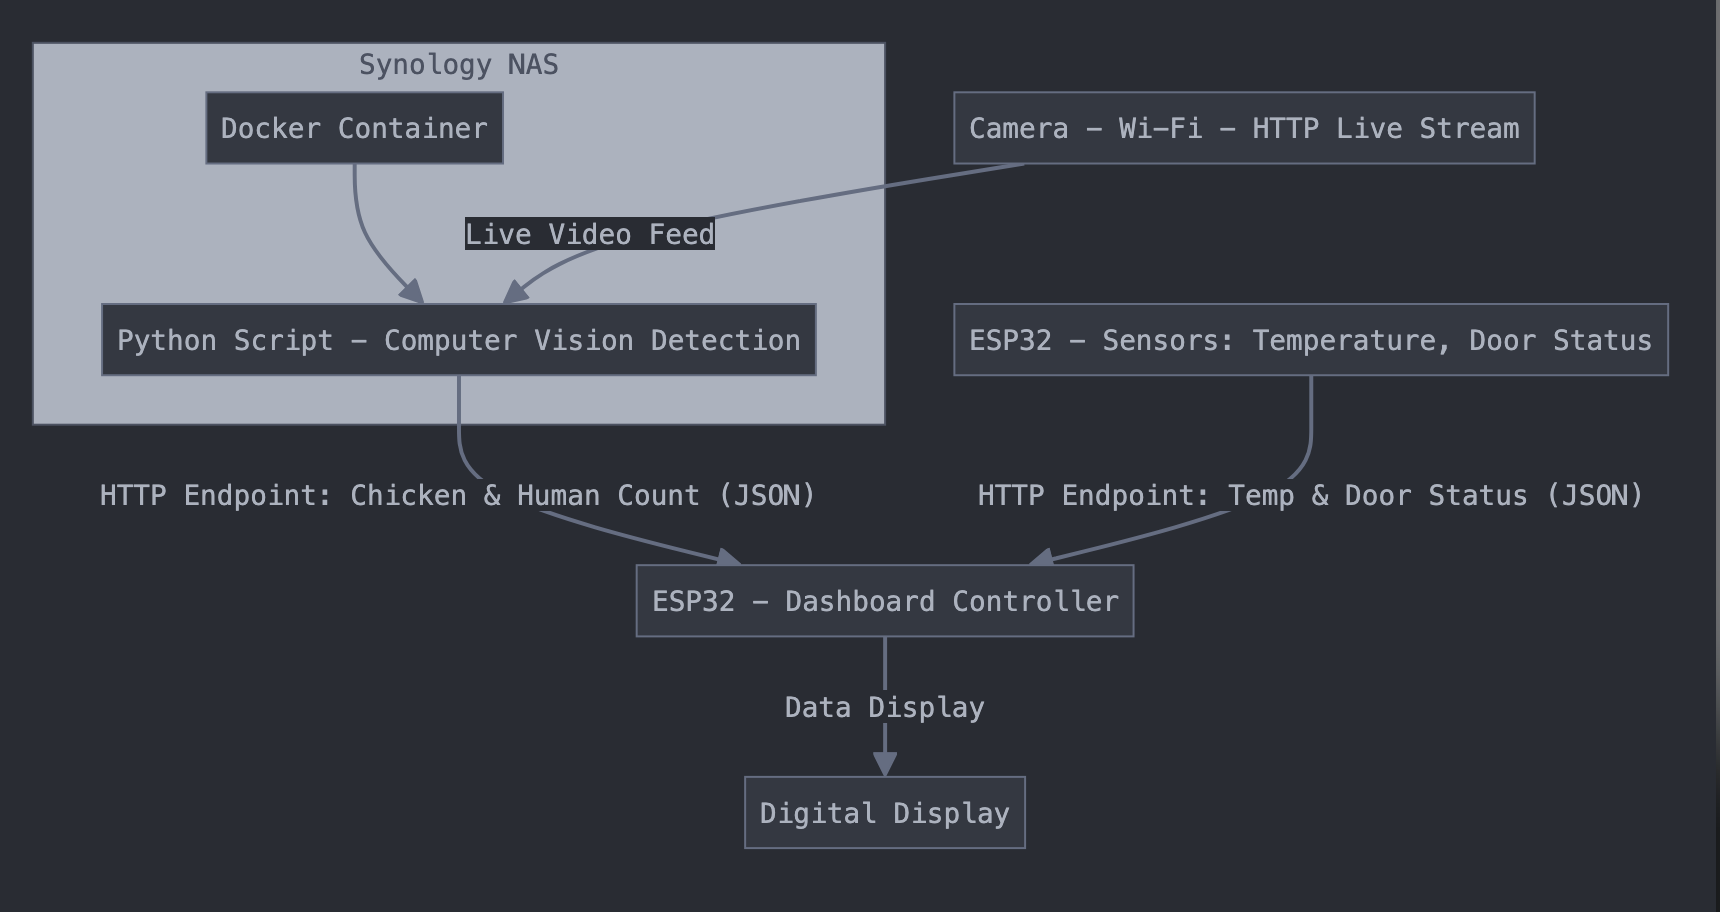 Synology NAS
Docker Container
Camera – Wi–Fi – HTTP Live Stream
Live Video Feed
Python Script – Computer Vision Detection
ESP32 – Sensors: Temperature, Door Status
HTTP Endpoint: Chicken & Human Count (JSON)
HTTP Endpoint: Temp & Door Status (JSON)
ESP32 – Dashboard Controller
Data Display
Digital Display